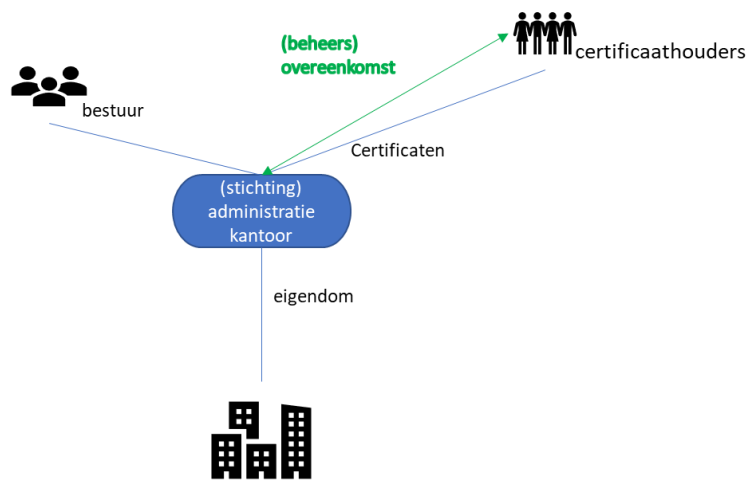 (beheers)
overeenkomst
certificaathouders
bestuur
Certificaten
(stichting)
administratie
kantoor
eigendom